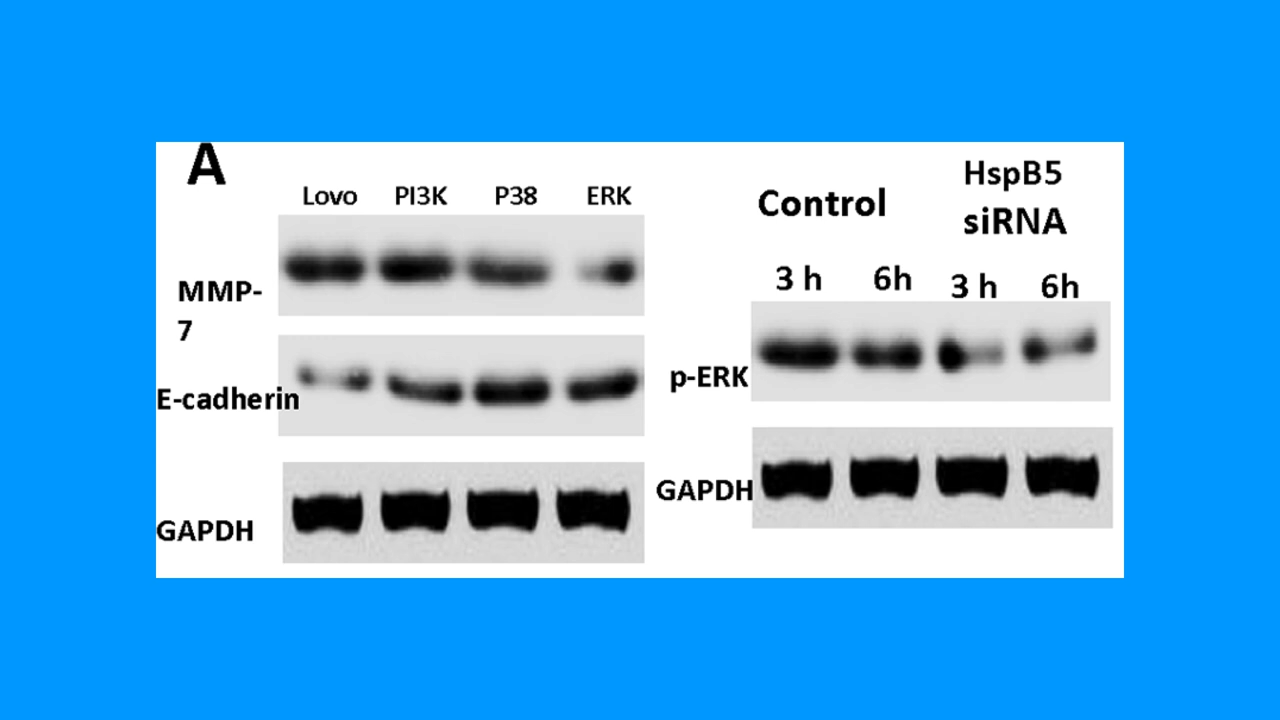 A
Lovo PI3K P38 ERK
MMP-
7
E-cadherin
GAPDH
Control
HspB5
siRNA
3 h 6h 3 h 6h
p-ERK
GAPDH